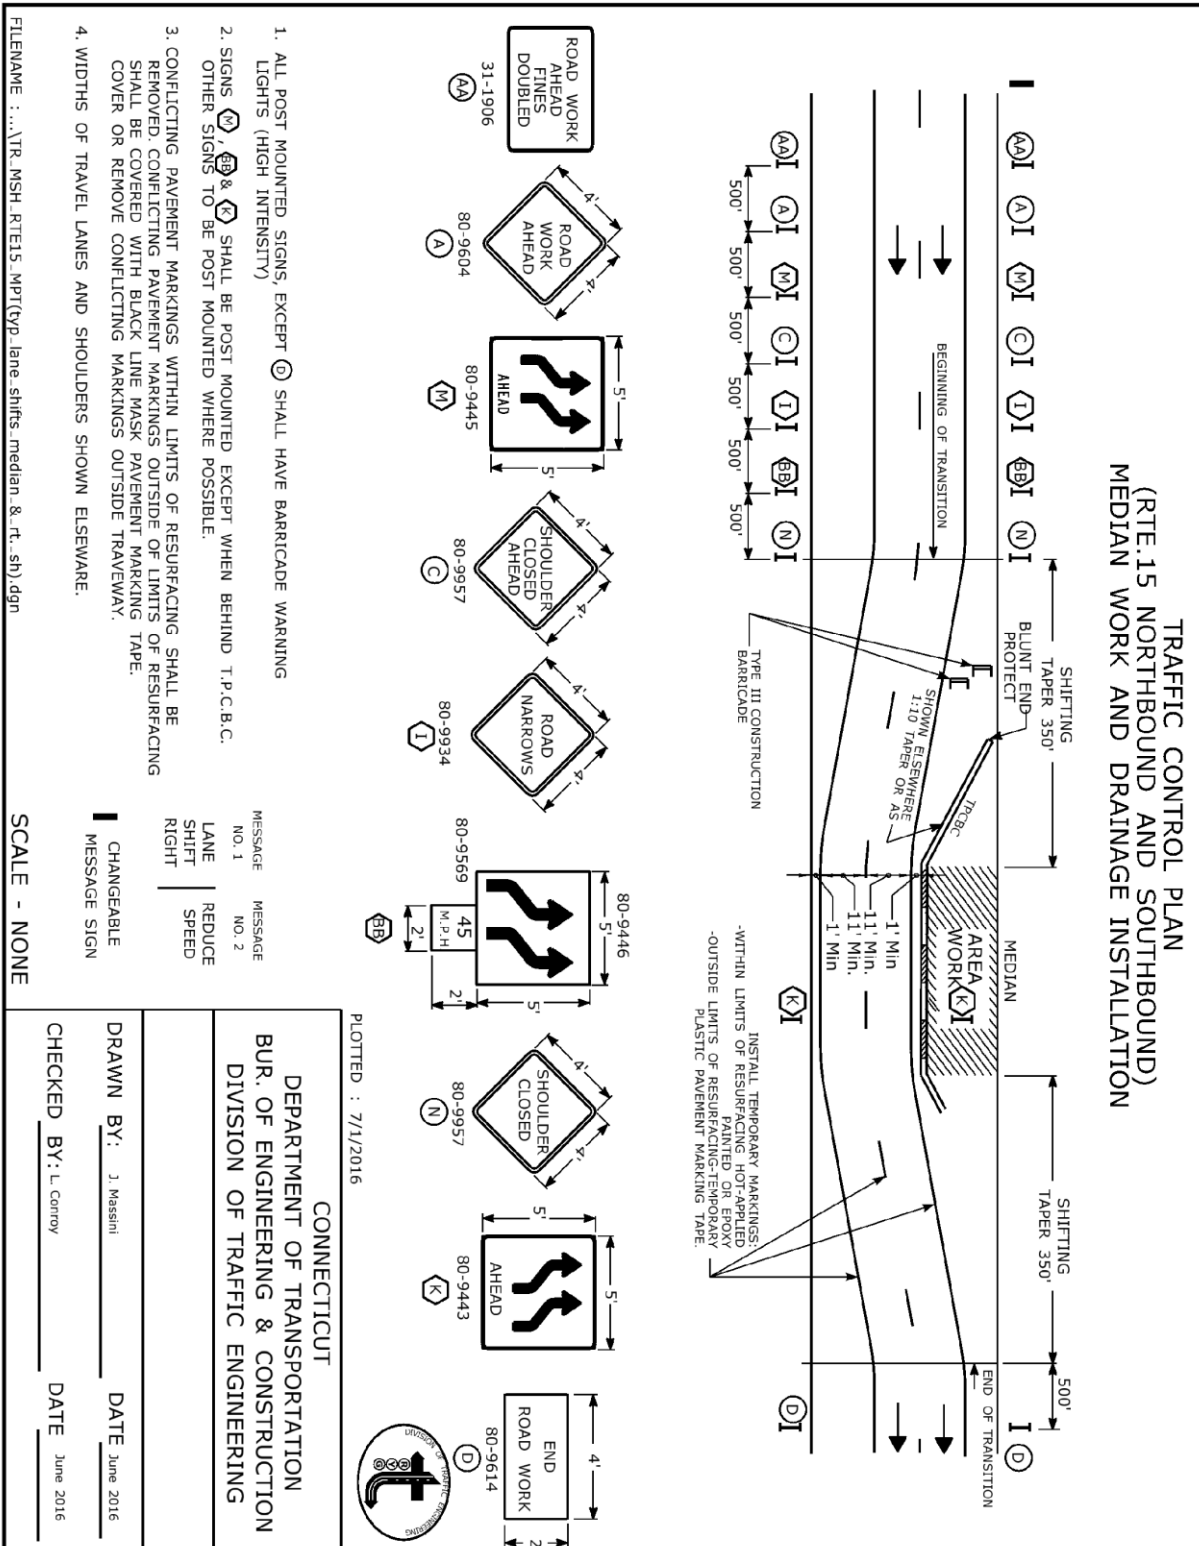 TRAFFIC CONTROL PLAN
(RTE.15 NORTHBOUND AND SOUTHBOUND)
MEDIAN WORK AND DRAINAGE INSTALLATION
SHIFTING
TAPER 350'
MEDIAN
SHIFTING
TAPER 350'
500'
AA
A
M
C
I
BB
N
BLUNT END
PROTECT
WORK
AREA
K
END OF TRANSITION
D
BEGINNING OF TRANSITION
SHOWN ELSEWHERE
1:10 TAPER OR AS
TPCBC
1' Min
11' Min.
11' Min.
1' Min
AA
A
M
C
I
BB
N
K
D
500'
500'
500'
500'
500'
500'
TYPE III CONSTRUCTION
BARRICADE
INSTALL TEMPORARY MARKINGS:
-WITHIN LIMITS OF RESURFACING HOT-APPLIED
PAINTED OR EPOXY
-OUTSIDE LIMITS OF RESURFACING-TEMPORARY
PLASTIC PAVEMENT MARKING TAPE.
ROAD WORK
AHEAD
FINES
DOUBLED
31-1906
AA
4'
4'
ROAD
WORK
AHEAD
80-9604
A
5'
5'
AHEAD
80-9445
M
4'
4'
SHOULDER
CLOSED
AHEAD
80-9957
C
4'
4'
ROAD
NARROWS
80-9934
I
80-9446
5'
5'
45
M.P.H
2'
2'
80-9569
BB
4'
4'
SHOULDER
CLOSED
80-9957
N
5'
5'
AHEAD
80-9443
K
4'
END
ROAD WORK
80-9614
D
1. ALL POST MOUNTED SIGNS, EXCEPT D SHALL HAVE BARRICADE WARNING
LIGHTS (HIGH INTENSITY)
2. SIGNS M, BB & K SHALL BE POST MOUNTED EXCEPT WHEN BEHIND T.P.C.B.C.
OTHER SIGNS TO BE POST MOUNTED WHERE POSSIBLE.
3. CONFLICTING PAVEMENT MARKINGS WITHIN LIMITS OF RESURFACING SHALL BE
REMOVED. CONFLICTING PAVEMENT MARKINGS OUTSIDE OF LIMITS OF RESURFACING
SHALL BE COVERED WITH BLACK LINE MASK PAVEMENT MARKING TAPE.
COVER OR REMOVE CONFLICTING MARKINGS OUTSIDE TRAVEWAY.
4. WIDTHS OF TRAVEL LANES AND SHOULDERS SHOWN ELSEWARE.
MESSAGE NO. 1
MESSAGE NO. 2
LANE
SHIFT
RIGHT
REDUCE
SPEED
CHANGEABLE
MESSAGE SIGN
SCALE - NONE
FILENAME : ...\TR_MSH_RTE15_MPT(typ_lane_shifts_median_&_rt._sh).dgn
PLOTTED : 7/1/2016
DIVISION OF TRAFFIC ENGINEERING
R
Y
G
CONNECTICUT
DEPARTMENT OF TRANSPORTATION
BUR. OF ENGINEERING & CONSTRUCTION
DIVISION OF TRAFFIC ENGINEERING
DRAWN BY: J. Massini DATE June 2016
CHECKED BY: L. Conroy DATE June 2016